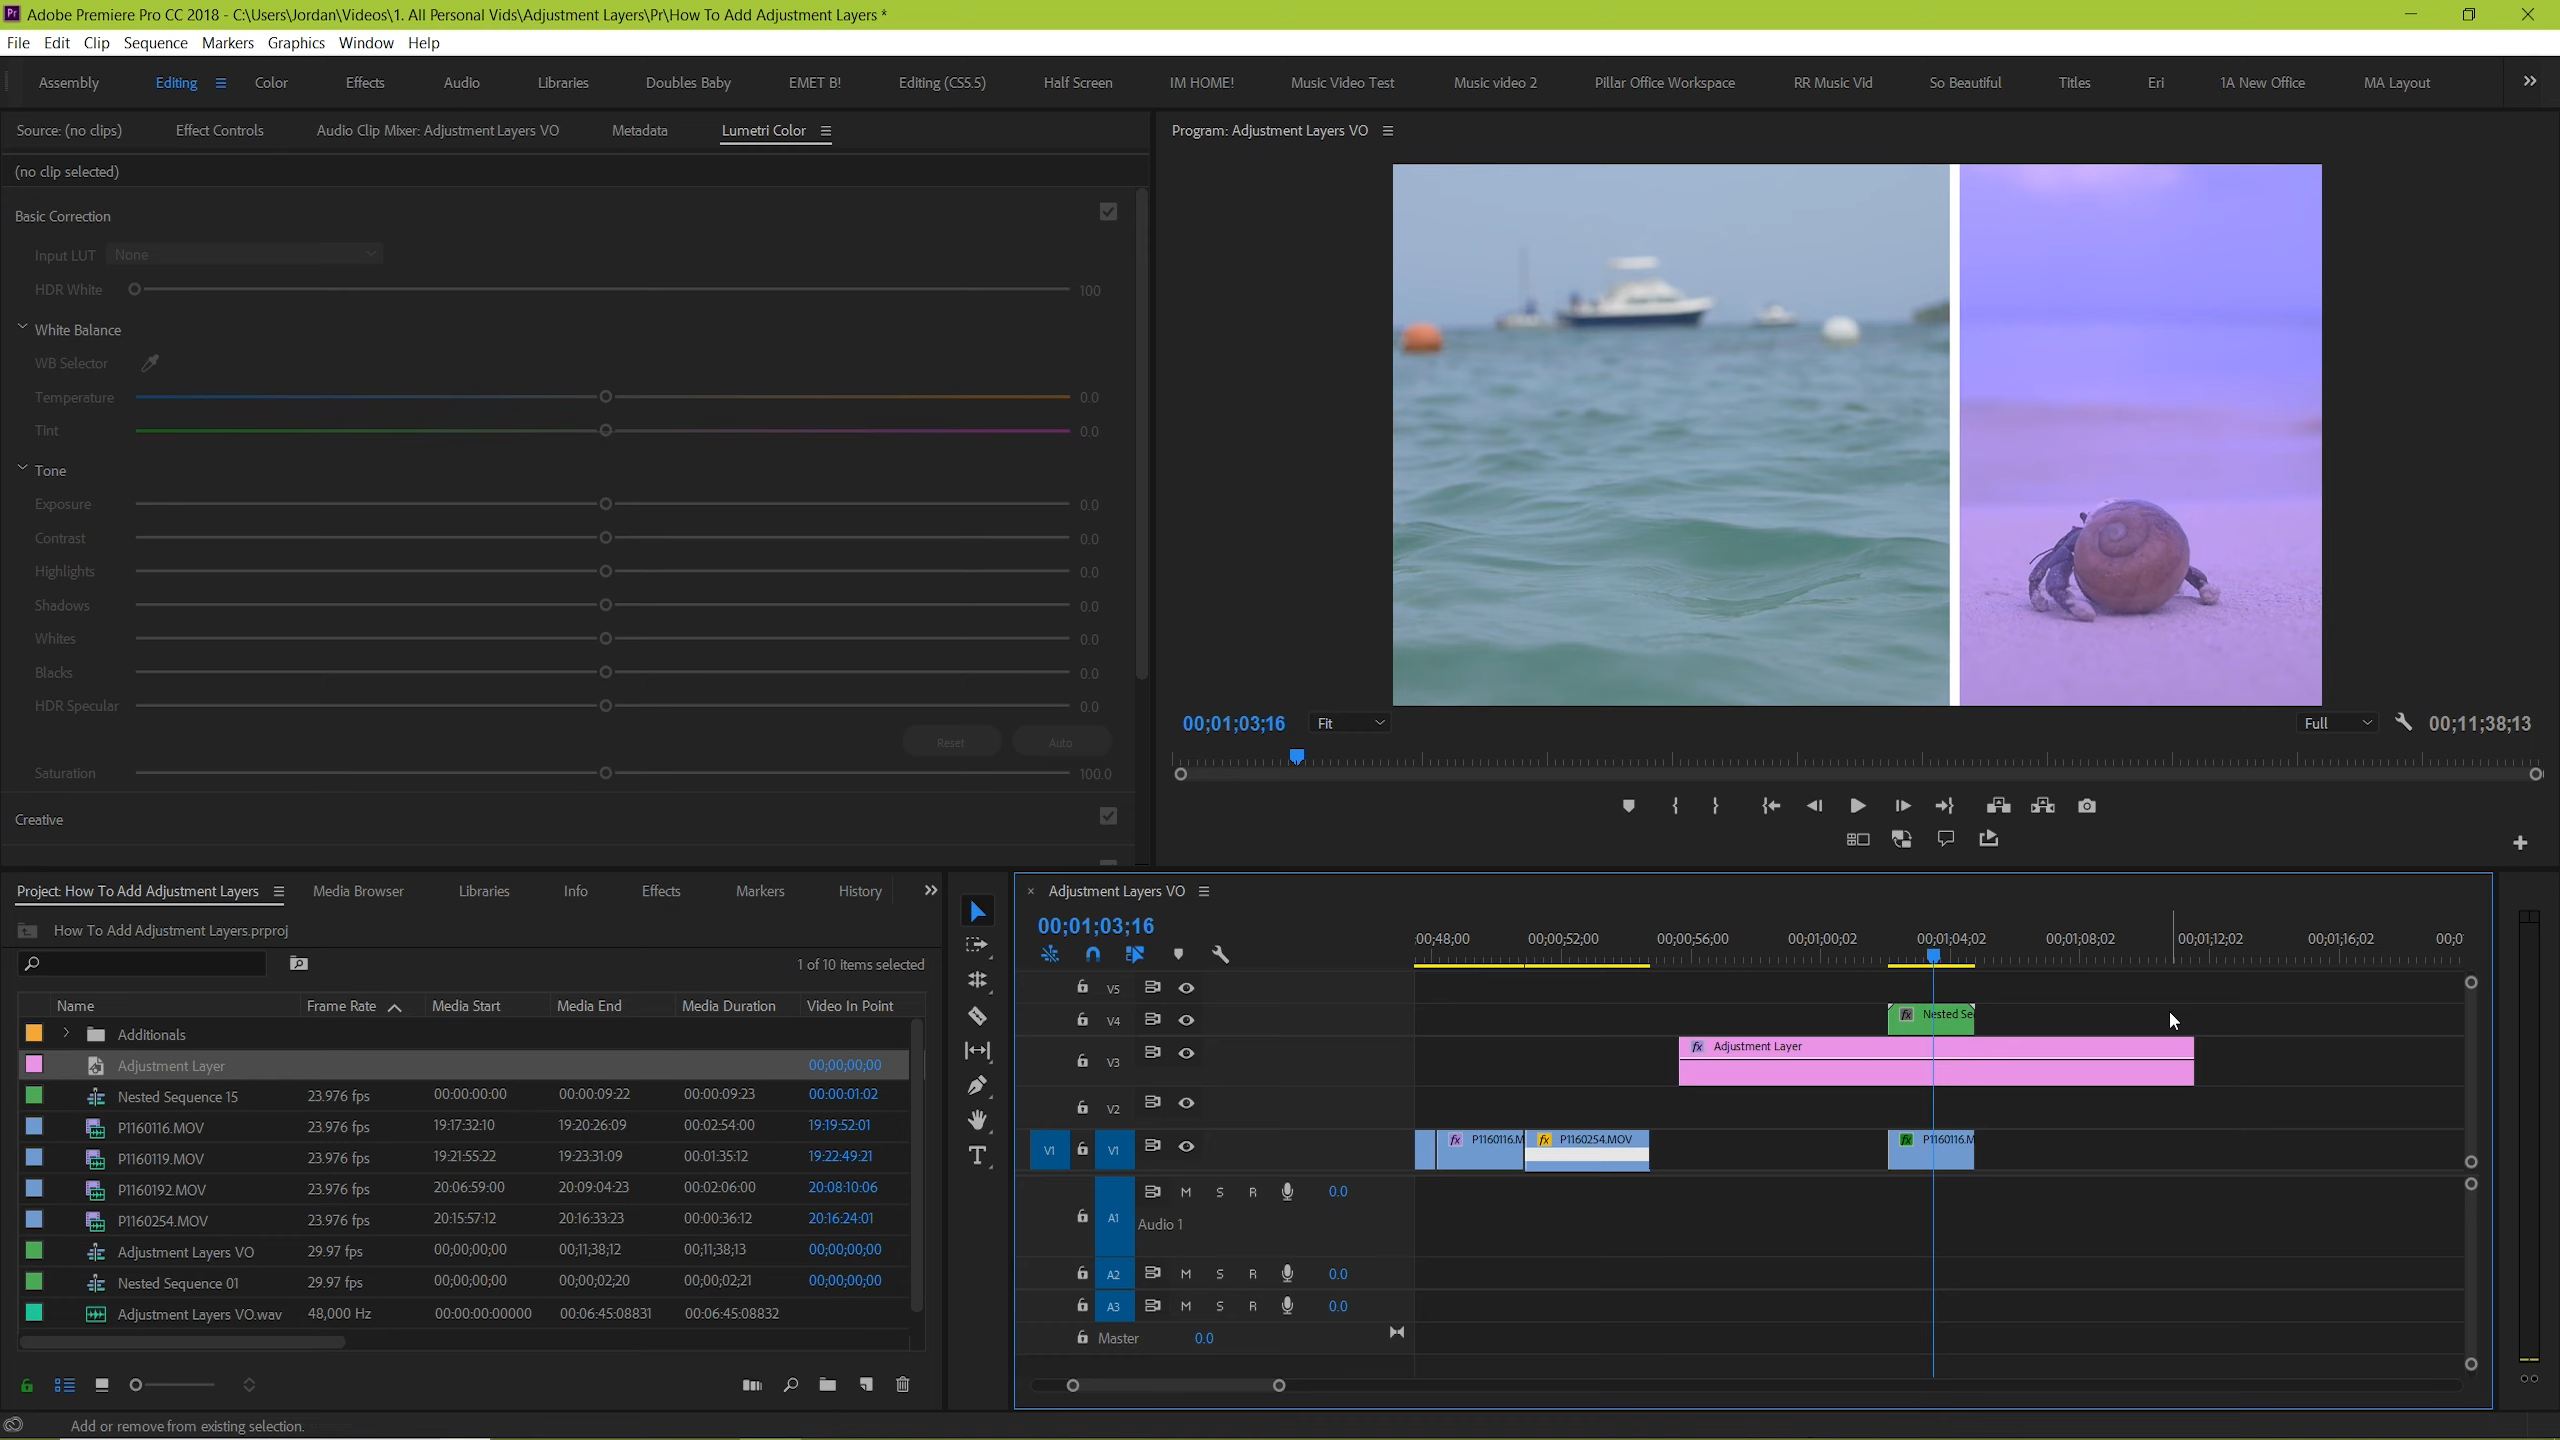 Pr Adobe Premiere Pro CC 2018 - C:\Users\Jordan\Videos\1. All Personal Vids\Adjustment Layers\Pr\How To Add Adjustment Layers *
File Edit Clip Sequence Markers Graphics Window Help
Assembly Editing Color Effects Audio Libraries Doubles Baby EMET B! Editing (CS5.5) Half Screen IM HOME! Music Video Test Music video 2 Pillar Office Workspace RR Music Vid So Beautiful Titles Eri 1A New Office MA Layout
Source: (no clips) Effect Controls Audio Clip Mixer: Adjustment Layers VO Metadata Lumetri Color
(no clip selected)
Basic Correction
Input LUT None
HDR White 100
White Balance
WB Selector
Temperature 0.0
Tint 0.0
Tone
Exposure 0.0
Contrast 0.0
Highlights 0.0
Shadows 0.0
Whites 0.0
Blacks 0.0
HDR Specular 0.0
Reset Auto
Saturation 100.0
Creative
Program: Adjustment Layers VO
00;01;03;16 Fit Full 00;11;38;13
Project: How To Add Adjustment Layers Media Browser Libraries Info Effects Markers History
How To Add Adjustment Layers.prproj
1 of 10 items selected
Name Frame Rate Media Start Media End Media Duration Video In Point
Additionals
Adjustment Layer 00;00;00;00
Nested Sequence 15 23.976 fps 00:00:00:00 00:00:09:22 00:00:09:23 00:00:01:02
P1160116.MOV 23.976 fps 19:17:32:10 19:20:26:09 00:02:54:00 19:19:52:01
P1160119.MOV 23.976 fps 19:21:55:22 19:23:31:09 00:01:35:12 19:22:49:21
P1160192.MOV 23.976 fps 20:06:59:00 20:09:04:23 00:02:06:00 20:08:10:06
P1160254.MOV 23.976 fps 20:15:57:12 20:16:33:23 00:00:36:12 20:16:24:01
Adjustment Layers VO 29.97 fps 00;00;00;00 00;11;38;12 00;11;38;13 00;00;00;00
Nested Sequence 01 29.97 fps 00;00;00;00 00;00;02;20 00;00;02;21 00;00;00;00
Adjustment Layers VO.wav 48,000 Hz 00:00:00:00000 00:06:45:08831 00:06:45:08832
Add or remove from existing selection.
× Adjustment Layers VO
00;01;03;16
:00;48;00 00;00;52;00 00;00;56;00 00;01;00;02 00;01;04;02 00;01;08;02 00;01;12;02 00;01;16;02 00;0
V5
V4 fx Nested Se
V3 fx Adjustment Layer
V2
V1 V1 fx P1160116.M fx P1160254.MOV fx P1160116.M
A1 M S R 0.0
Audio 1
A2 M S R 0.0
A3 M S R 0.0
Master 0.0